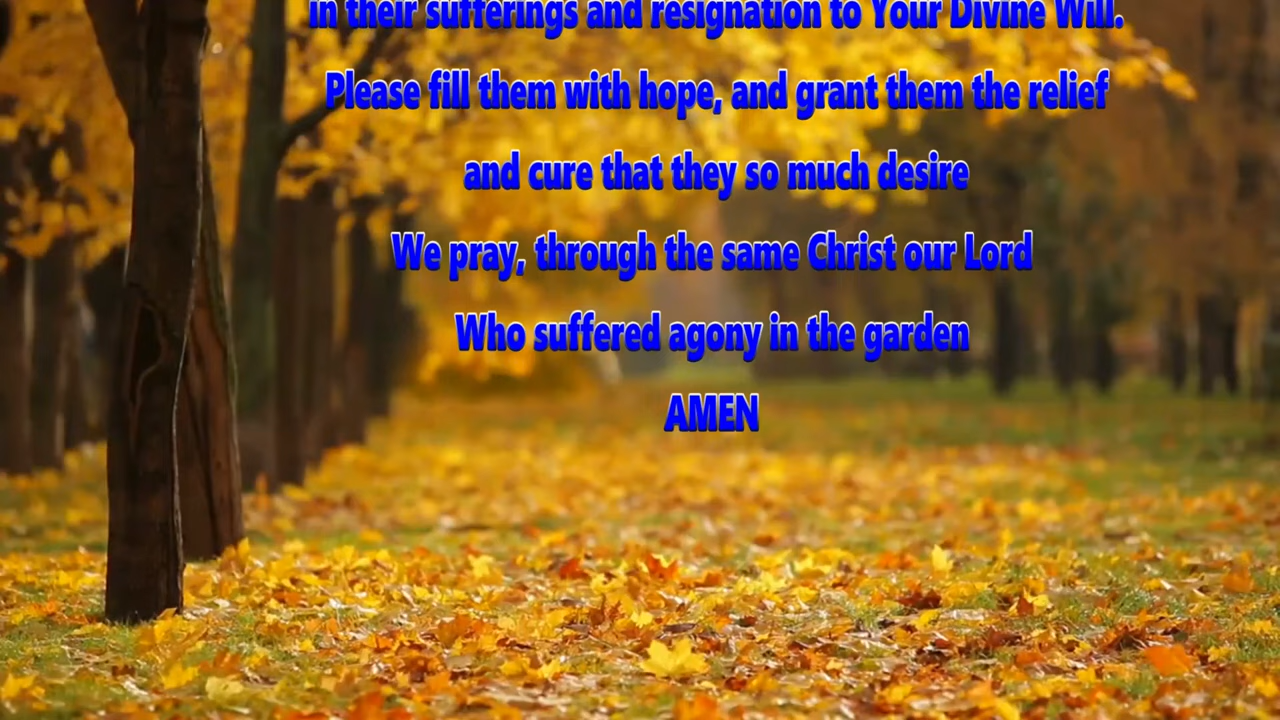 in their sufferings and resignation to Your Divine Will.
Please fill them with hope, and grant them the relief
and cure that they so much desire
We pray, through the same Christ our Lord
Who suffered agony in the garden
AMEN